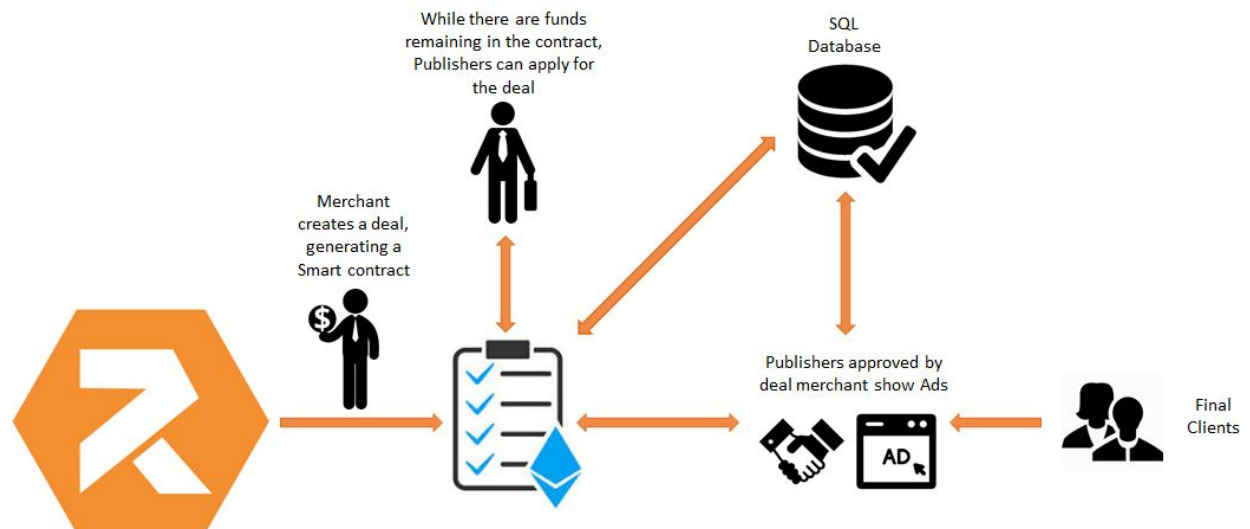 While there are funds
remaining in the contract,
Publishers can apply for
the deal
SQL
Database
Merchant
creates a deal,
generating a
Smart contract
$
Publishers approved by
deal merchant show Ads
AD
Final
Clients